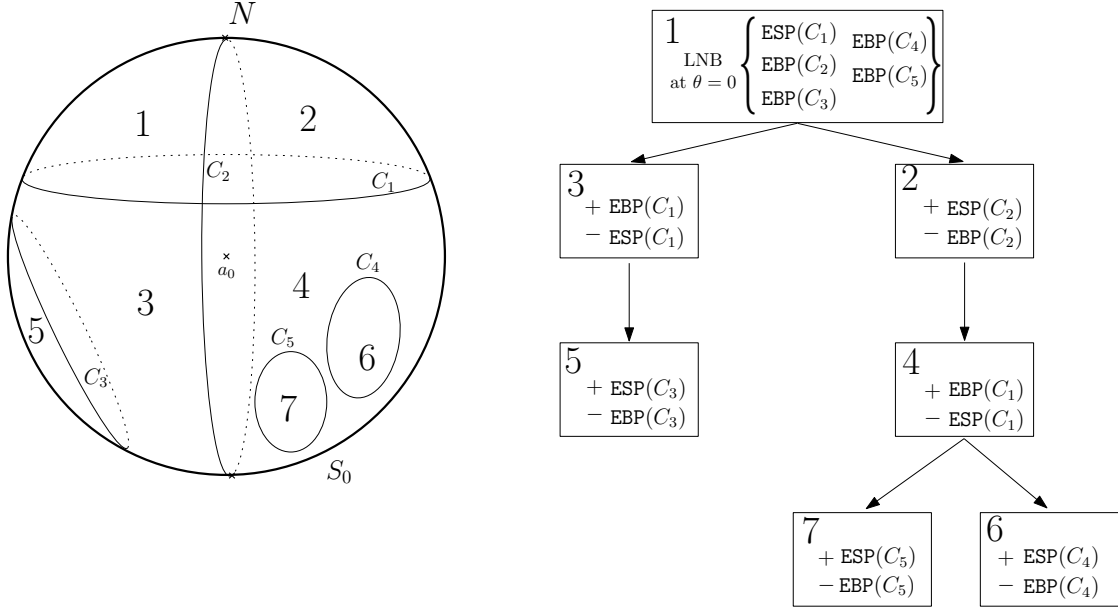 N
1
2
C₂
C₁
a₀
C₄
4
3
5
C₅
6
C₃
7
S₀
1
LNB
at θ = 0
ESP(C₁)
EBP(C₂)
EBP(C₃)
EBP(C₄)
EBP(C₅)
3
+ EBP(C₁)
− ESP(C₁)
2
+ ESP(C₂)
− EBP(C₂)
5
+ ESP(C₃)
− EBP(C₃)
4
+ EBP(C₁)
− ESP(C₁)
7
+ ESP(C₅)
− EBP(C₅)
6
+ ESP(C₄)
− EBP(C₄)